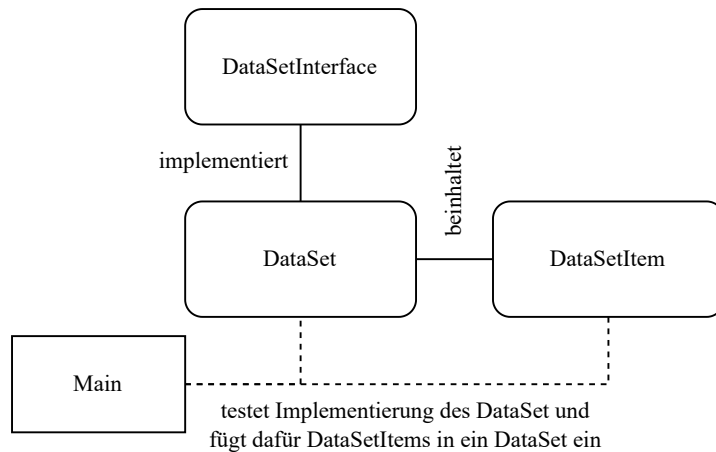 DataSetInterface
implementiert
beinhaltet
DataSet
DataSetItem
Main
testet Implementierung des DataSet und
fügt dafür DataSetItems in ein DataSet ein